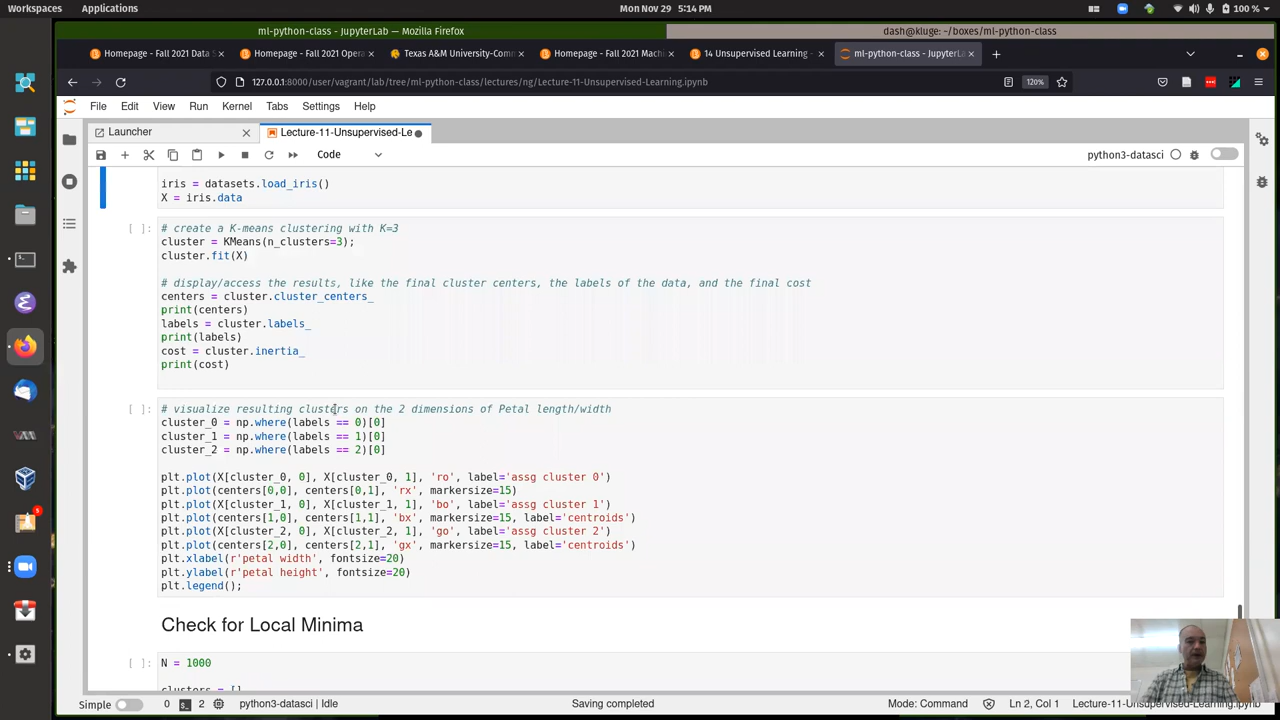 Workspaces Applications Mon Nov 29 5:14 PM 100 %
ml-python-class - JupyterLab — Mozilla Firefox dash@kluge: ~/boxes/ml-python-class
Homepage - Fall 2021 Data S Homepage - Fall 2021 Opera Texas A&M University-Comm Homepage - Fall 2021 Machi 14 Unsupervised Learning - ml-python-class - JupyterLab
127.0.0.1:8000/user/vagrant/lab/tree/ml-python-class/lectures/ng/Lecture-11-Unsupervised-Learning.ipynb 120%
File Edit View Run Kernel Tabs Settings Help
Launcher Lecture-11-Unsupervised-Le
Code python3-datasci
iris = datasets.load_iris()
X = iris.data
[ ]: # create a K-means clustering with K=3
cluster = KMeans(n_clusters=3);
cluster.fit(X)
# display/access the results, like the final cluster centers, the labels of the data, and the final cost
centers = cluster.cluster_centers_
print(centers)
labels = cluster.labels_
print(labels)
cost = cluster.inertia_
print(cost)
[ ]: # visualize resulting clusters on the 2 dimensions of Petal length/width
cluster_0 = np.where(labels == 0)[0]
cluster_1 = np.where(labels == 1)[0]
cluster_2 = np.where(labels == 2)[0]
plt.plot(X[cluster_0, 0], X[cluster_0, 1], 'ro', label='assg cluster 0')
plt.plot(centers[0,0], centers[0,1], 'rx', markersize=15)
plt.plot(X[cluster_1, 0], X[cluster_1, 1], 'bo', label='assg cluster 1')
plt.plot(centers[1,0], centers[1,1], 'bx', markersize=15, label='centroids')
plt.plot(X[cluster_2, 0], X[cluster_2, 1], 'go', label='assg cluster 2')
plt.plot(centers[2,0], centers[2,1], 'gx', markersize=15, label='centroids')
plt.xlabel(r'petal width', fontsize=20)
plt.ylabel(r'petal height', fontsize=20)
plt.legend();
Check for Local Minima
[ ]: N = 1000
clusters = []
Simple 0 2 python3-datasci | Idle Saving completed Mode: Command Ln 2, Col 1 Lecture-11-Unsupervised-Learning.ipynb